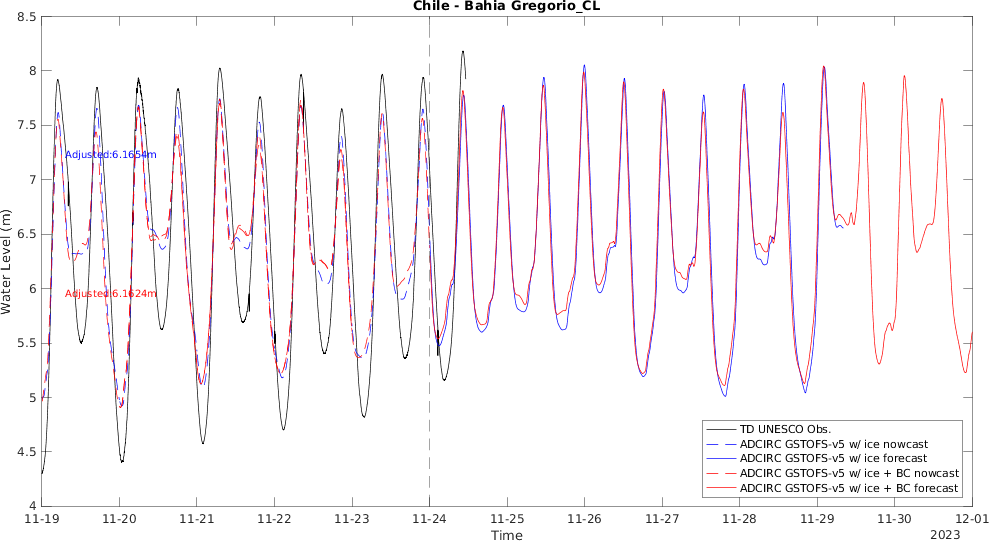 Chile - Bahia Gregorio_CL
8.5
8
7.5
7
6.5
6
5.5
5
4.5
4
Water Level (m)
Adjusted:6.1654m
Adjusted:6.1624m
TD UNESCO Obs.
ADCIRC GSTOFS-v5 w/ ice nowcast
ADCIRC GSTOFS-v5 w/ ice forecast
ADCIRC GSTOFS-v5 w/ ice + BC nowcast
ADCIRC GSTOFS-v5 w/ ice + BC forecast
11-19 11-20 11-21 11-22 11-23 11-24 11-25 11-26 11-27 11-28 11-29 11-30 12-01
Time
2023